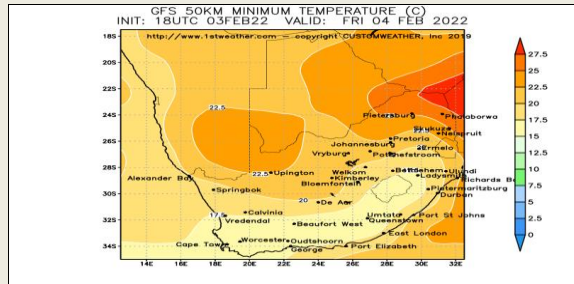 GFS 50KM MINIMUM TEMPERATURE (C)
INIT: 18UTC 03FEB22 VALID: FRI 04 FEB 2022
http://www.1stweather.com — copyright CUSTOMWEATHER, Inc 2019
18S
20S
22S
24S
26S
28S
30S
32S
34S
14E 16E 18E 20E 22E 24E 26E 28E 30E 32E
27.5
25
22.5
20
17.5
15
12.5
10
7.5
5
2.5
0
22.5
Pietersburg
Phalaborwa
Skukuza
Nelspruit
Pretoria
Johannesburg
Ermelo
Vryburg
Potchefstroom
Welkom
Bethlehem
Ulundi
Alexander Bay
22.5
Upington
Kimberley
Ladysmith
Richards
Bloemfontein
Springbok
20
De Aar
Pietermaritzburg
Durban
17.5
Calvinia
Vredendal
Umtata
Port St Johns
Beaufort West
Queenstown
East London
Cape Town
Worcester
Oudtshoorn
George
Port Elizabeth